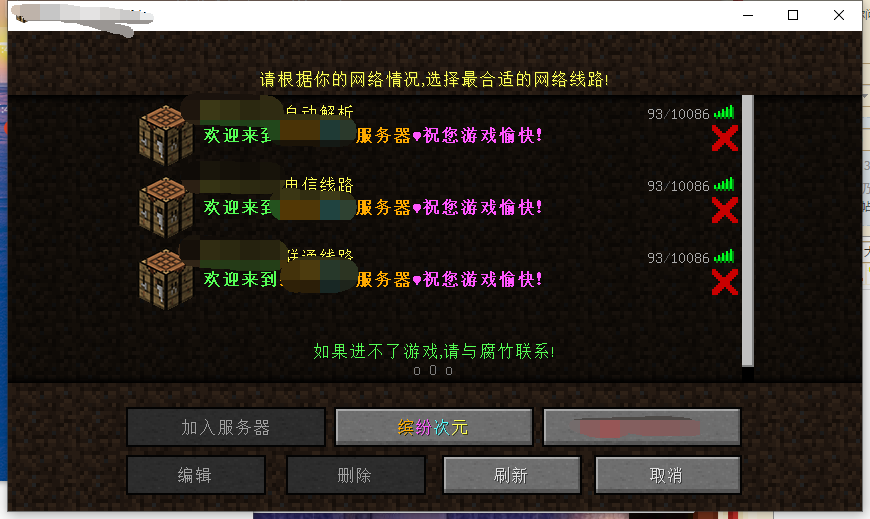 请根据你的网络情况,选择最合适的网络线路!
自动解析
93/10086
欢迎来到
服务器♥祝您游戏愉快!
电信线路
93/10086
欢迎来到
服务器♥祝您游戏愉快!
93/10086
欢迎来到
服务器♥祝您游戏愉快!
如果进不了游戏,请与腐竹联系!
o O o
加入服务器
缤纷次元
编辑
删除
刷新
取消